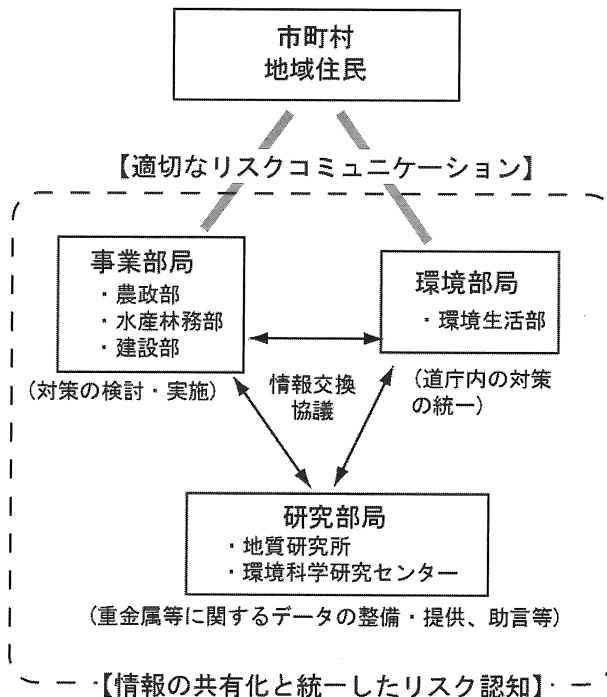 市町村
地域住民
【適切なリスクコミュニケーション】
事業部局
・農政部
・水産林務部
・建設部
(対策の検討・実施)
環境部局
・環境生活部
(道庁内の対策
の統一)
情報交換
協議
研究部局
・地質研究所
・環境科学研究センター
(重金属等に関するデータの整備・提供、助言等)
【情報の共有化と統一したリスク認知】